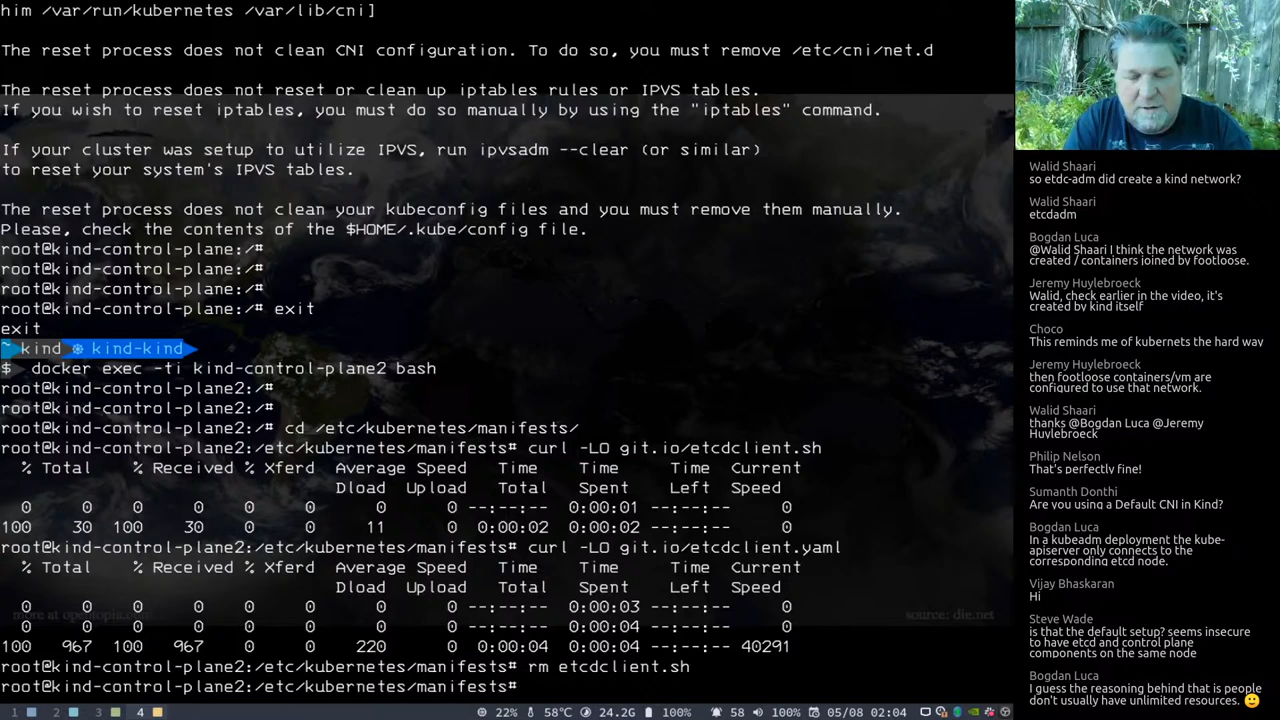 him /var/run/kubernetes /var/lib/cni]
The reset process does not clean CNI configuration. To do so, you must remove /etc/cni/net.d
The reset process does not reset or clean up iptables rules or IPVS tables.
If you wish to reset iptables, you must do so manually by using the "iptables" command.
If your cluster was setup to utilize IPVS, run ipvsadm --clear (or similar)
to reset your system's IPVS tables.
The reset process does not clean your kubeconfig files and you must remove them manually.
Please, check the contents of the $HOME/.kube/config file.
root@kind-control-plane:/#
root@kind-control-plane:/#
root@kind-control-plane:/#
root@kind-control-plane:/# exit
exit
~ kind ⎈ kind-kind
$ docker exec -ti kind-control-plane2 bash
root@kind-control-plane2:/#
root@kind-control-plane2:/#
root@kind-control-plane2:/# cd /etc/kubernetes/manifests/
root@kind-control-plane2:/etc/kubernetes/manifests# curl -LO git.io/etcdclient.sh
% Total % Received % Xferd Average Speed Time Time Time Current
Dload Upload Total Spent Left Speed
0 0 0 0 0 0 0 0 --:--:-- 0:00:01 --:--:-- 0
100 30 100 30 0 0 11 0 0:00:02 0:00:02 --:--:-- 0
root@kind-control-plane2:/etc/kubernetes/manifests# curl -LO git.io/etcdclient.yaml
% Total % Received % Xferd Average Speed Time Time Time Current
Dload Upload Total Spent Left Speed
0 0 0 0 0 0 0 0 --:--:-- 0:00:03 --:--:-- 0
0 0 0 0 0 0 0 0 --:--:-- 0:00:04 --:--:-- 0
100 967 100 967 0 0 220 0 0:00:04 0:00:04 --:--:-- 40291
root@kind-control-plane2:/etc/kubernetes/manifests# rm etcdclient.sh
root@kind-control-plane2:/etc/kubernetes/manifests#
source: die.net
1 2 3 4 22% 58°C 24.2G 100% 58 100% 05/08 02:04
Walid Shaari
so etdc-adm did create a kind network?
Walid Shaari
etcdadm
Bogdan Luca
@Walid Shaari I think the network was
created / containers joined by footloose.
Jeremy Huylebroeck
Walid, check earlier in the video, it's
created by kind itself
Choco
This reminds me of kubernets the hard way
Jeremy Huylebroeck
then footloose containers/vm are
configured to use that network.
Walid Shaari
thanks @Bogdan Luca @Jeremy
Huylebroeck
Philip Nelson
That's perfectly fine!
Sumanth Donthi
Are you using a Default CNI in Kind?
Bogdan Luca
In a kubeadm deployment the kube-
apiserver only connects to the
corresponding etcd node.
Vijay Bhaskaran
Hi
Steve Wade
is that the default setup? seems insecure
to have etcd and control plane
components on the same node
Bogdan Luca
I guess the reasoning behind that is people
don't usually have unlimited resources. 🙂